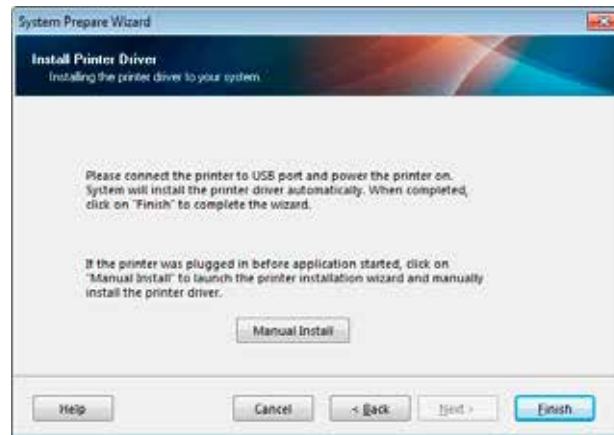 System Prepare Wizard
Install Printer Driver
Installing the printer driver to your system
Please connect the printer to USB port and power the printer on.
System will install the printer driver automatically. When completed,
click on "Finish" to complete the wizard.
If the printer was plugged in before application started, click on
"Manual Install" to launch the printer installation wizard and manually
install the printer driver.
Manual Install
Help Cancel < Back Next > Finish